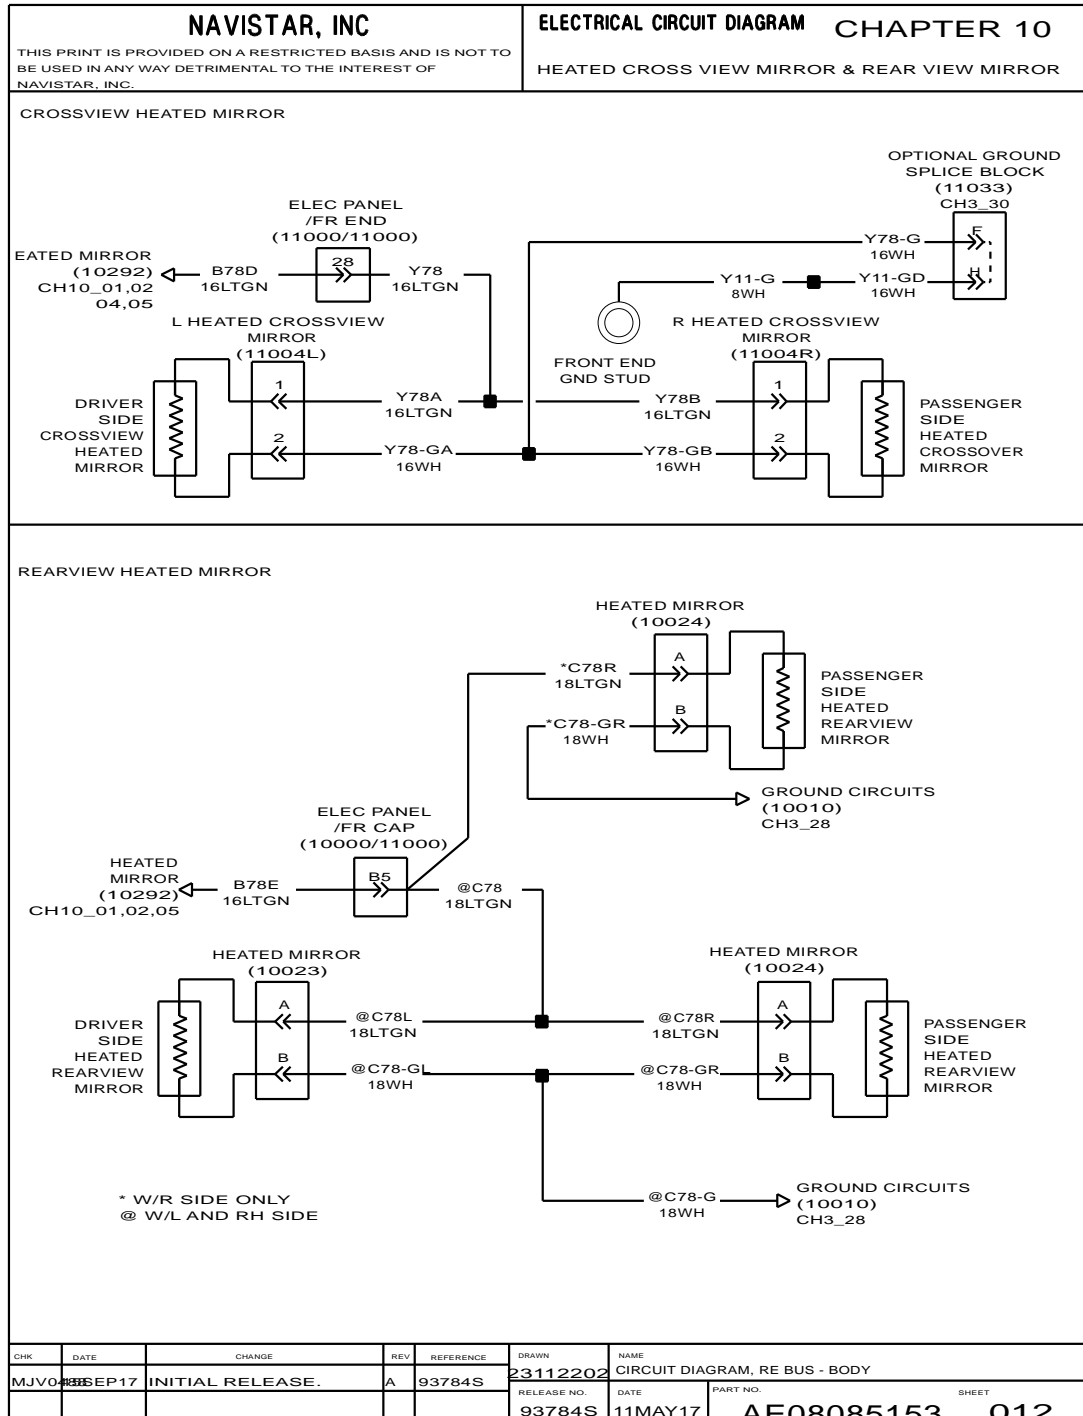 NAVISTAR, INC
THIS PRINT IS PROVIDED ON A RESTRICTED BASIS AND IS NOT TO
BE USED IN ANY WAY DETRIMENTAL TO THE INTEREST OF
NAVISTAR, INC.
ELECTRICAL CIRCUIT DIAGRAM CHAPTER 10
HEATED CROSS VIEW MIRROR & REAR VIEW MIRROR
CROSSVIEW HEATED MIRROR
OPTIONAL GROUND
SPLICE BLOCK
(11033)
CH3_30
ELEC PANEL
/FR END
(11000/11000)
F
Y78-G
16WH
EATED MIRROR
(10292)
CH10_01,02
04,05
B78D
16LTGN
28
Y78
16LTGN
Y11-G
8WH
Y11-GD
16WH
H
L HEATED CROSSVIEW
MIRROR
(11004L)
FRONT END
GND STUD
R HEATED CROSSVIEW
MIRROR
(11004R)
DRIVER
SIDE
CROSSVIEW
HEATED
MIRROR
1
2
Y78A
16LTGN
Y78-GA
16WH
Y78B
16LTGN
Y78-GB
16WH
1
2
PASSENGER
SIDE
HEATED
CROSSOVER
MIRROR
REARVIEW HEATED MIRROR
HEATED MIRROR
(10024)
*C78R
18LTGN
A
*C78-GR
18WH
B
PASSENGER
SIDE
HEATED
REARVIEW
MIRROR
GROUND CIRCUITS
(10010)
CH3_28
ELEC PANEL
/FR CAP
(10000/11000)
HEATED
MIRROR
(10292)
CH10_01,02,05
B78E
16LTGN
B5
@C78
18LTGN
HEATED MIRROR
(10023)
HEATED MIRROR
(10024)
DRIVER
SIDE
HEATED
REARVIEW
MIRROR
A
B
@C78L
18LTGN
@C78-GL
18WH
@C78R
18LTGN
@C78-GR
18WH
A
B
PASSENGER
SIDE
HEATED
REARVIEW
MIRROR
* W/R SIDE ONLY
@ W/L AND RH SIDE
@C78-G
18WH
GROUND CIRCUITS
(10010)
CH3_28
CHK DATE CHANGE REV REFERENCE
INITIAL RELEASE. A 93784S
DRAWN
23112202
NAME
CIRCUIT DIAGRAM, RE BUS - BODY
RELEASE NO.
93784S
DATE
11MAY17
PART NO.
AE08085153
SHEET
012